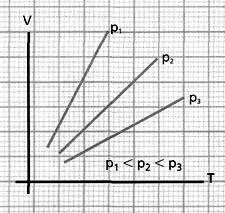 V
p₁
p₂
p₃
p₁ < p₂ < p₃
T